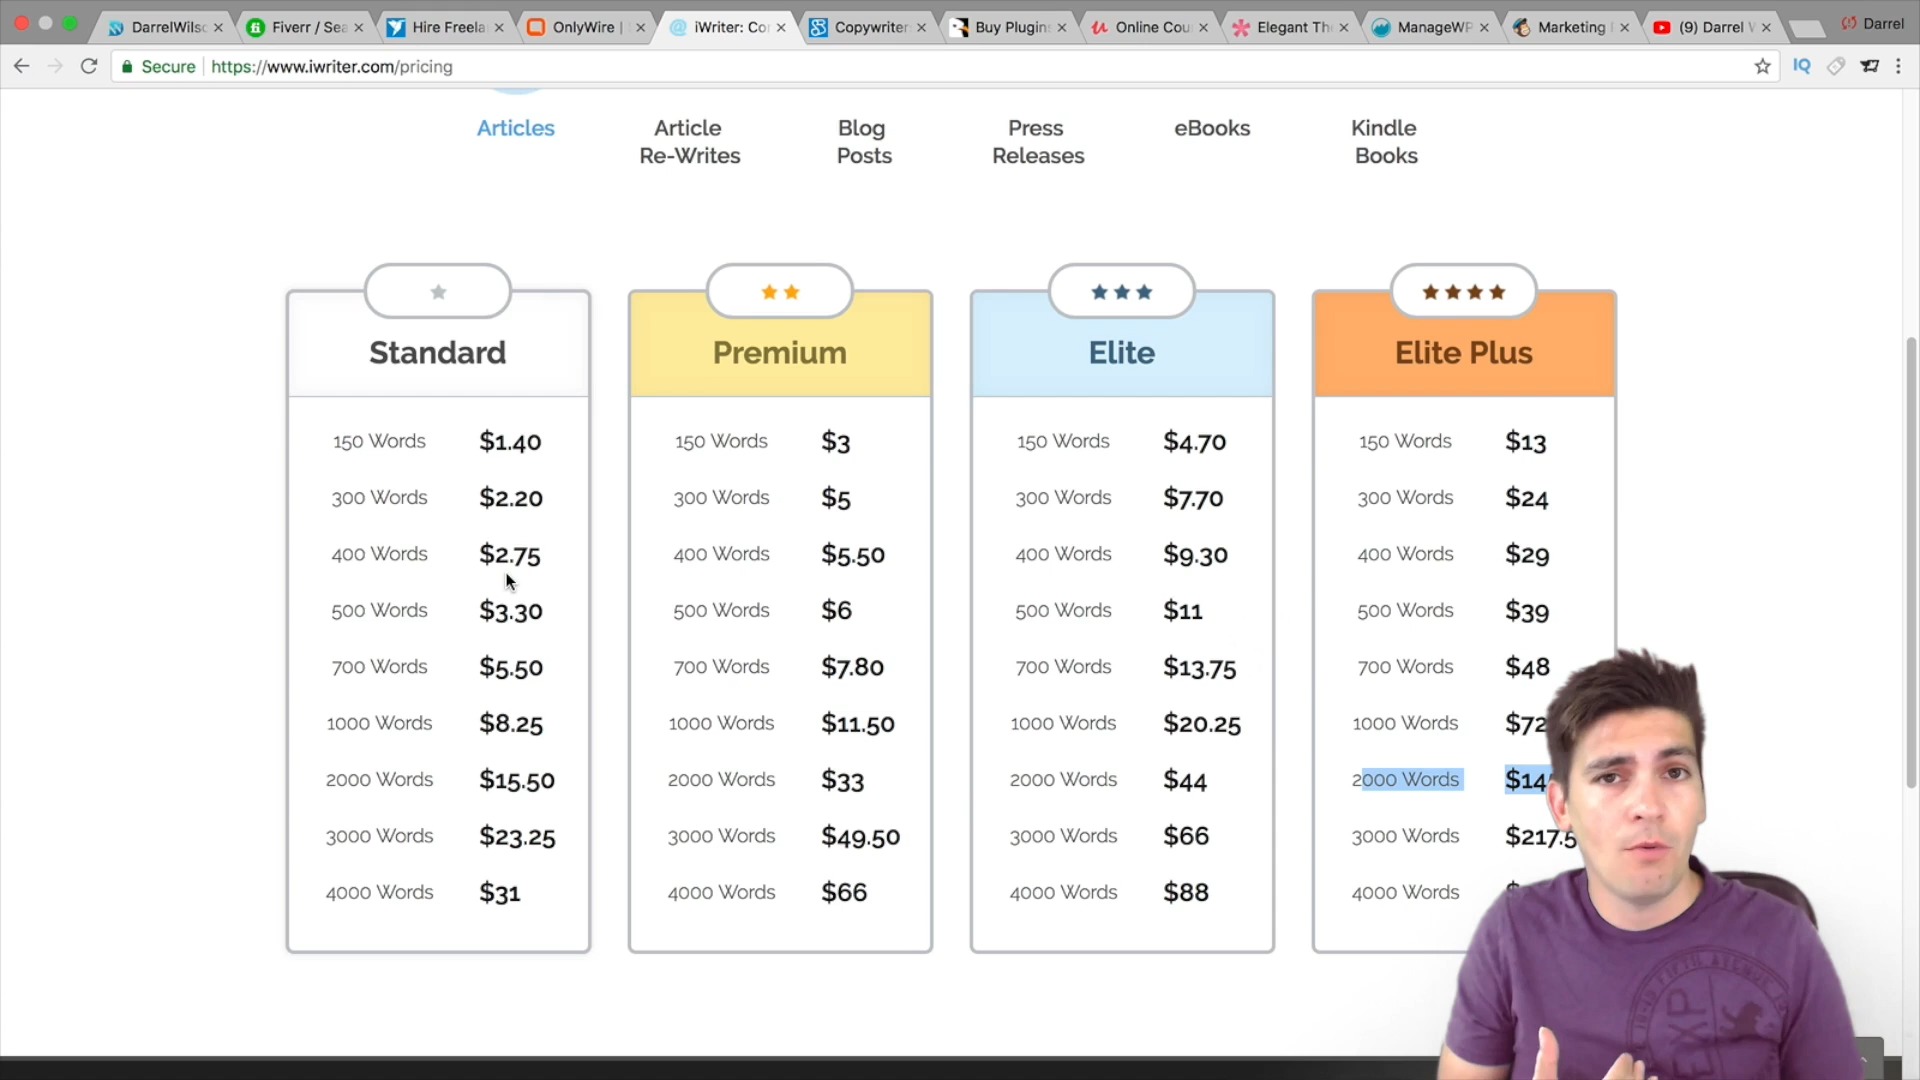 DarrelWilso
Fiverr / Sea
Hire Freela
OnlyWire |
iWriter: Co
Copywriter
Buy Plugins
Online Cou
Elegant Th
ManageWP
Marketing
(9) Darrel
Darrel
Secure
https://www.iwriter.com/pricing
IQ
Articles
Article
Re-Writes
Blog
Posts
Press
Releases
eBooks
Kindle
Books
Standard
150 Words $1.40
300 Words $2.20
400 Words $2.75
500 Words $3.30
700 Words $5.50
1000 Words $8.25
2000 Words $15.50
3000 Words $23.25
4000 Words $31
Premium
150 Words $3
300 Words $5
400 Words $5.50
500 Words $6
700 Words $7.80
1000 Words $11.50
2000 Words $33
3000 Words $49.50
4000 Words $66
Elite
150 Words $4.70
300 Words $7.70
400 Words $9.30
500 Words $11
700 Words $13.75
1000 Words $20.25
2000 Words $44
3000 Words $66
4000 Words $88
Elite Plus
150 Words $13
300 Words $24
400 Words $29
500 Words $39
700 Words $48
1000 Words $72
2000 Words $14
3000 Words $217.5
4000 Words
EXP